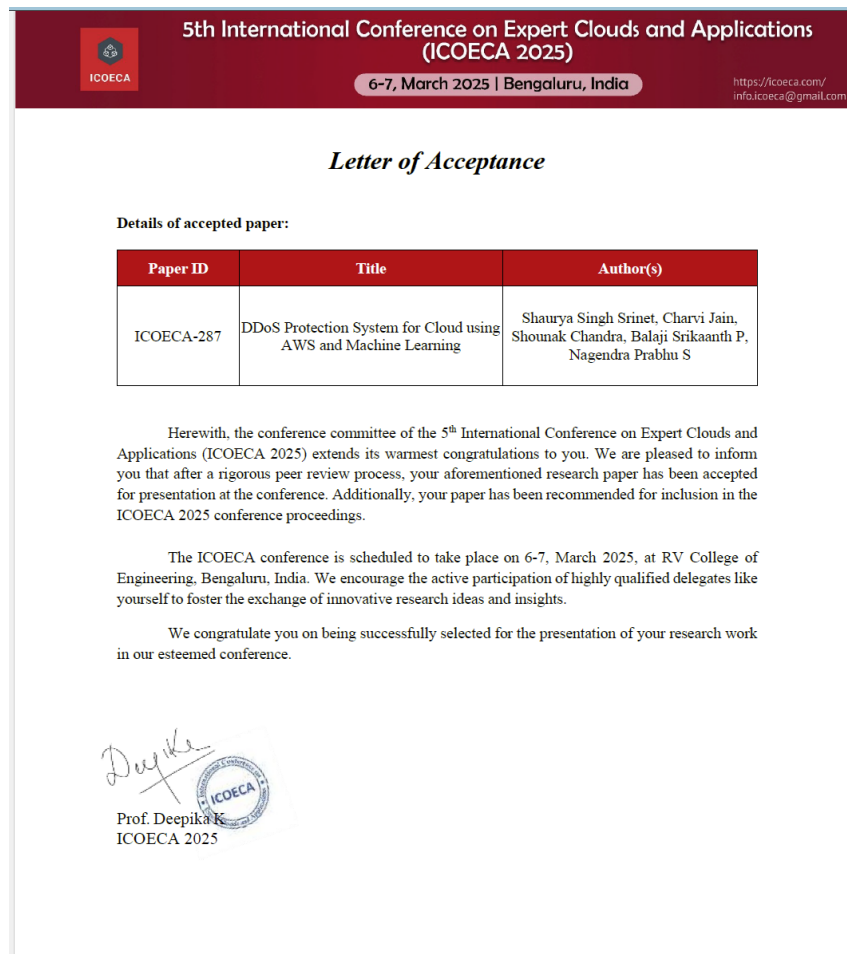 5th International Conference on Expert Clouds and Applications
(ICOECA 2025)
ICOECA
6-7, March 2025 | Bengaluru, India
https://icoeca.com/
info.icoeca@gmail.com
Letter of Acceptance
Details of accepted paper:
Paper ID Title Author(s)
ICOECA-287
DDoS Protection System for Cloud using
AWS and Machine Learning
Shaurya Singh Srinet, Charvi Jain,
Shounak Chandra, Balaji Srikaanth P,
Nagendra Prabhu S
Herewith, the conference committee of the 5th International Conference on Expert Clouds and
Applications (ICOECA 2025) extends its warmest congratulations to you. We are pleased to inform
you that after a rigorous peer review process, your aforementioned research paper has been accepted
for presentation at the conference. Additionally, your paper has been recommended for inclusion in the
ICOECA 2025 conference proceedings.
The ICOECA conference is scheduled to take place on 6-7, March 2025, at RV College of
Engineering, Bengaluru, India. We encourage the active participation of highly qualified delegates like
yourself to foster the exchange of innovative research ideas and insights.
We congratulate you on being successfully selected for the presentation of your research work
in our esteemed conference.
Deepika
ICOECA
Prof. Deepika K
ICOECA 2025